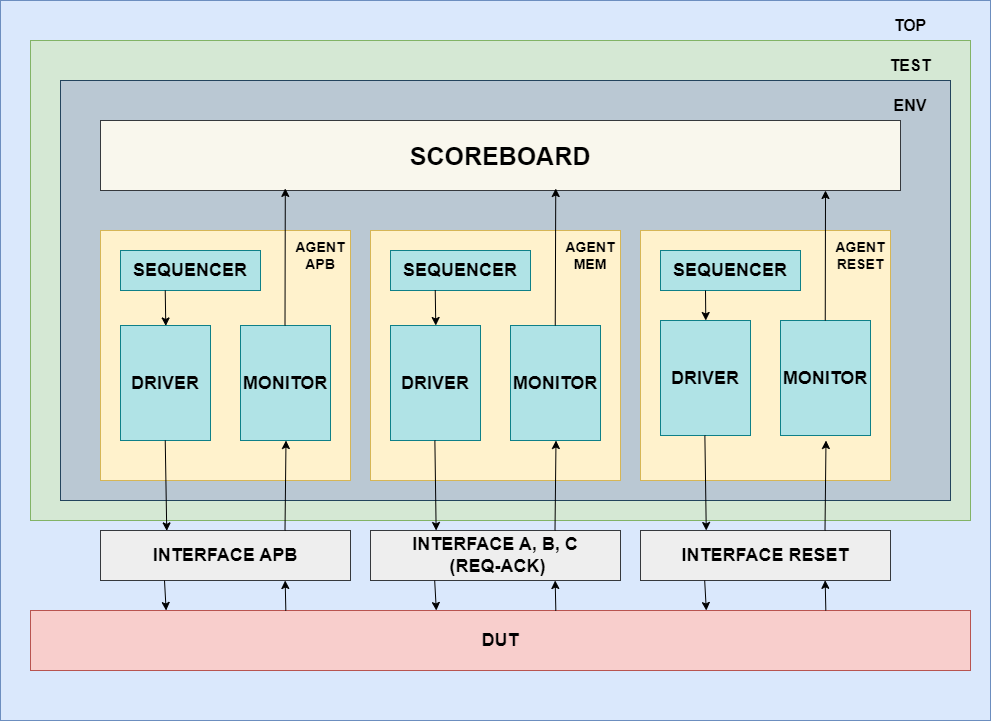 TOP
TEST
ENV
SCOREBOARD
AGENT
APB
SEQUENCER
DRIVER
MONITOR
AGENT
MEM
SEQUENCER
DRIVER
MONITOR
AGENT
RESET
SEQUENCER
DRIVER
MONITOR
INTERFACE APB
INTERFACE A, B, C
(REQ-ACK)
INTERFACE RESET
DUT